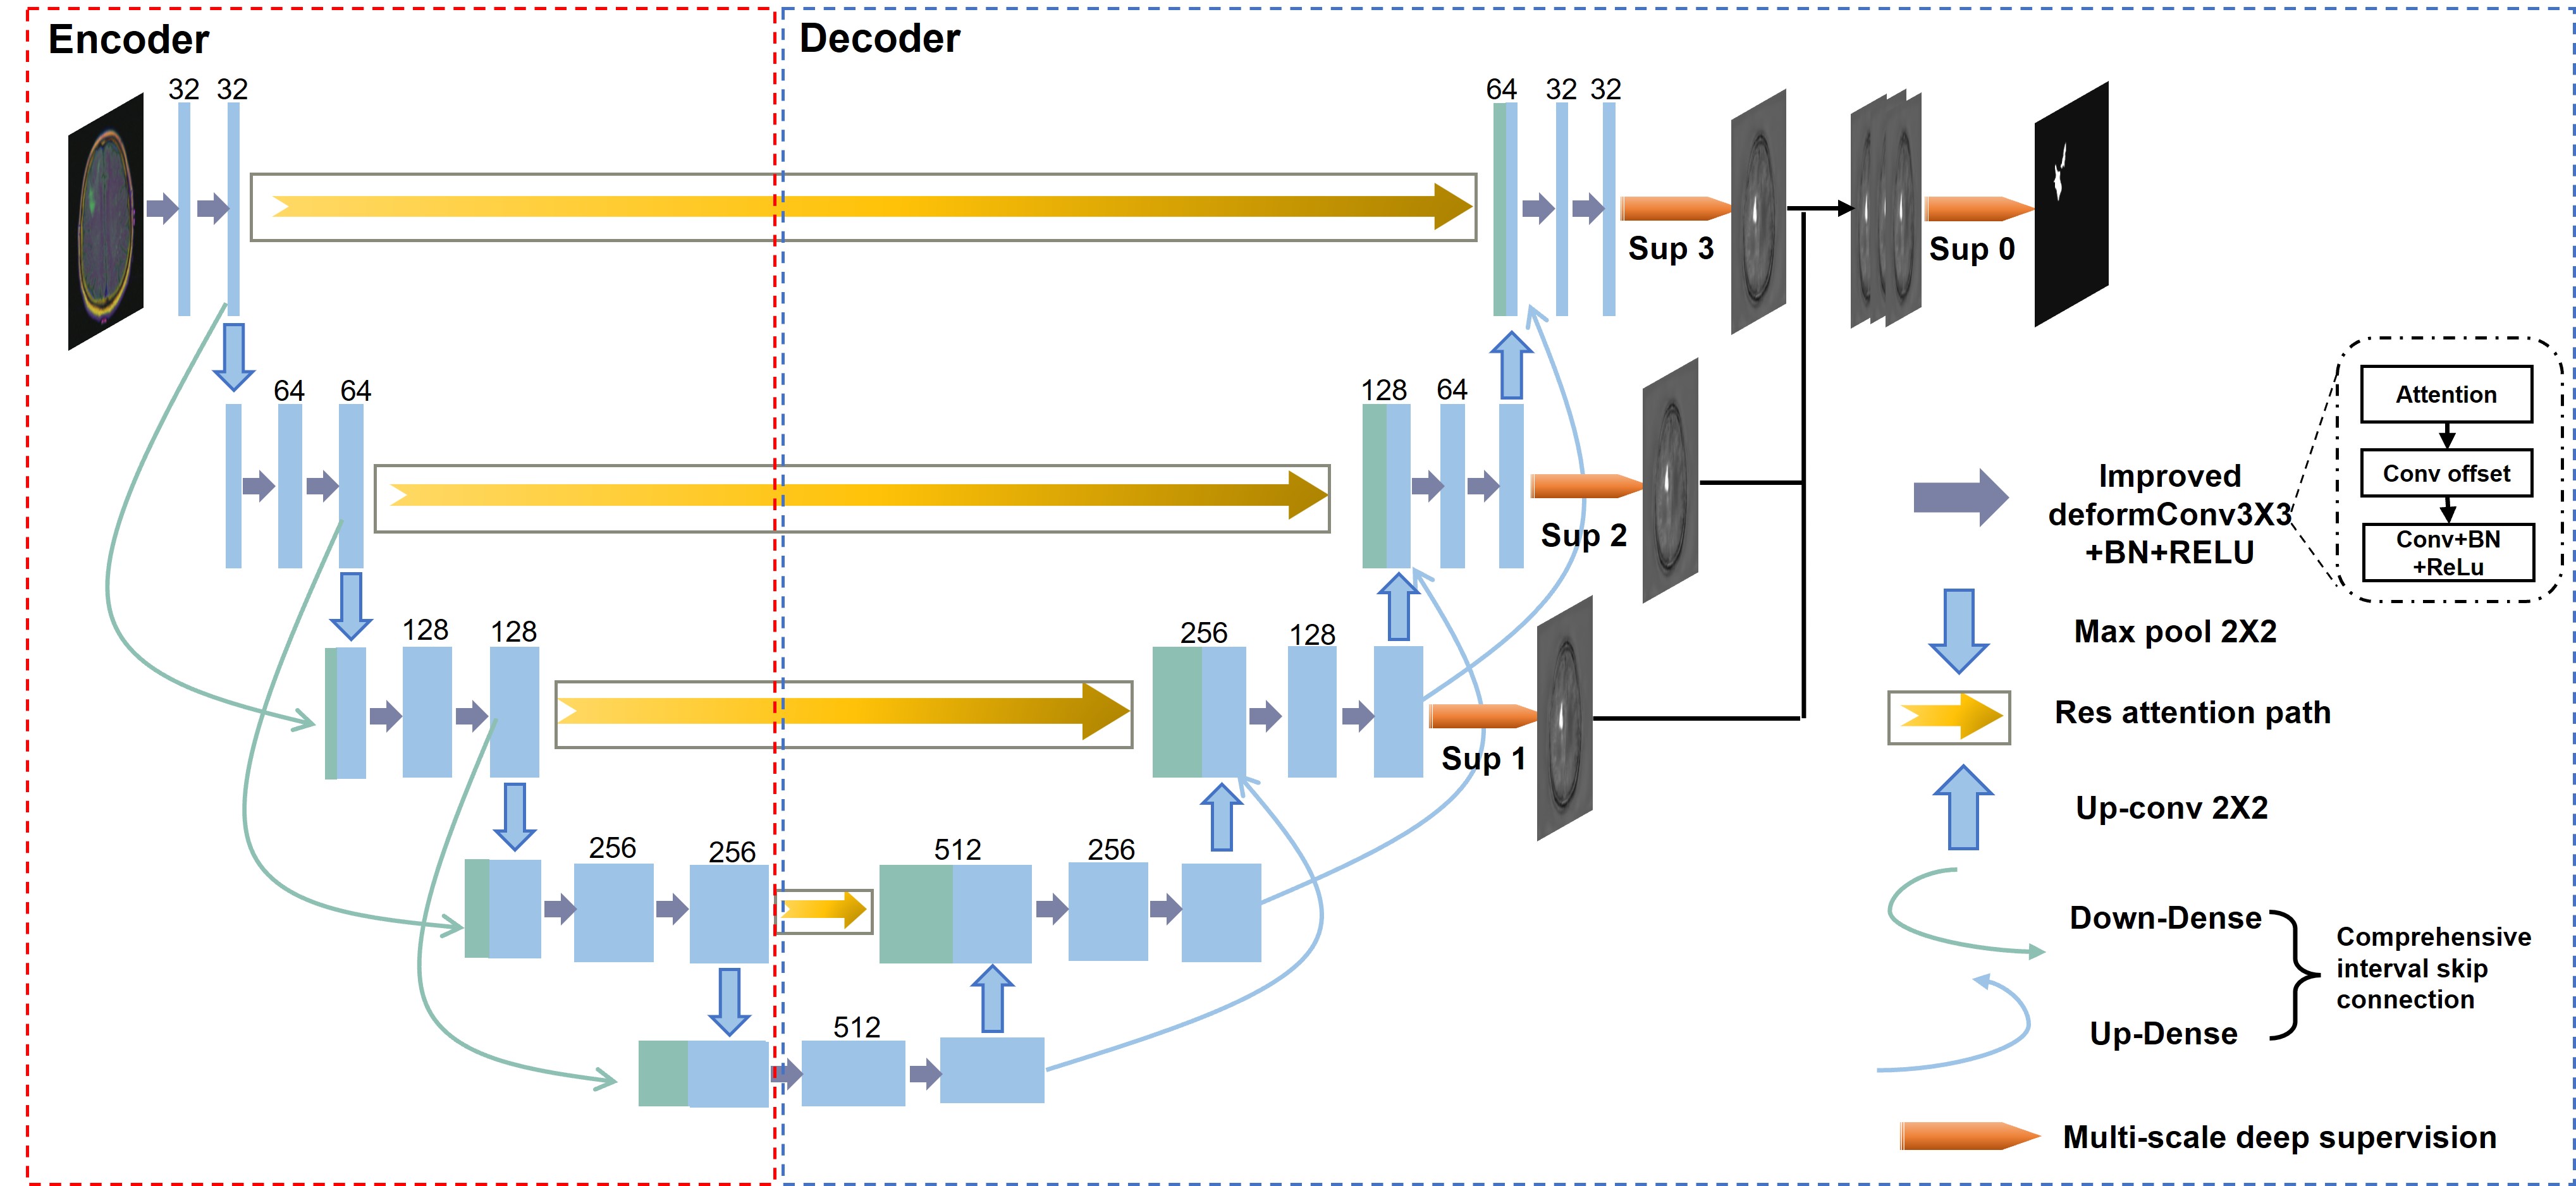 Encoder
Decoder
32 32
64 32 32
Sup 3
Sup 0
64 64
128 64
Sup 2
128 128
256 128
Sup 1
256 256
512 256
512
Attention
Conv offset
Conv+BN
+ReLu
Improved
deformConv3X3
+BN+RELU
Max pool 2X2
Res attention path
Up-conv 2X2
Down-Dense
Up-Dense
Comprehensive
interval skip
connection
Multi-scale deep supervision